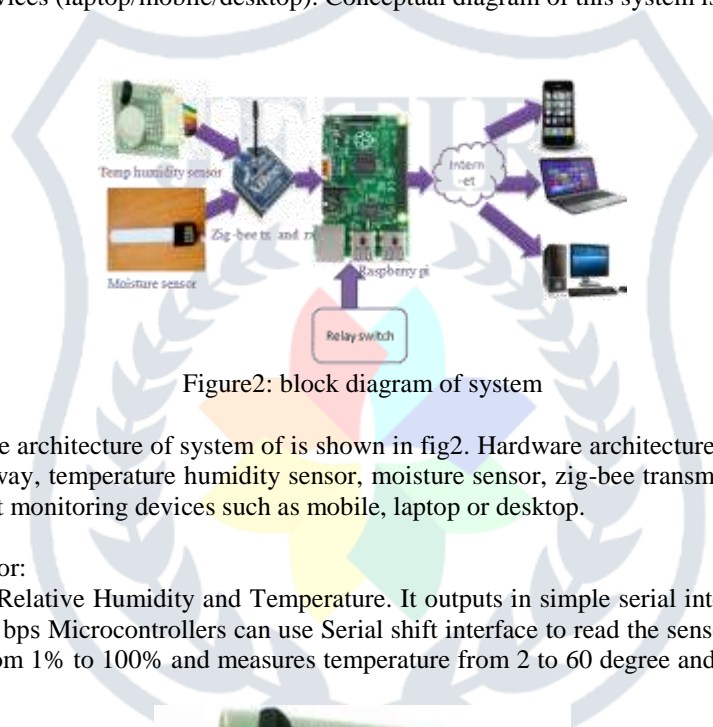 vices (laptop/mobile/desktop). Conceptual diagram of this system is
JETIR
Temp humidity sensor
Intern
-et
Zig-bee tx and rx
Raspberry pi
Moisture sensor
Relay switch
Figure2: block diagram of system
e architecture of system of is shown in fig2. Hardware architecture
way, temperature humidity sensor, moisture sensor, zig-bee transm
t monitoring devices such as mobile, laptop or desktop.
or:
Relative Humidity and Temperature. It outputs in simple serial int
bps Microcontrollers can use Serial shift interface to read the sens
om 1% to 100% and measures temperature from 2 to 60 degree and